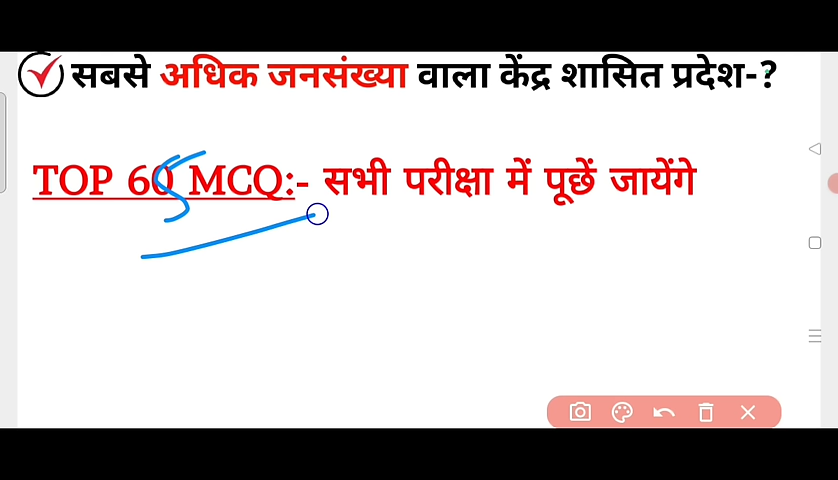 सबसे अधिक जनसंख्या वाला केंद्र शासित प्रदेश-?
TOP 60 MCQ:- सभी परीक्षा में पूछें जायेंगे